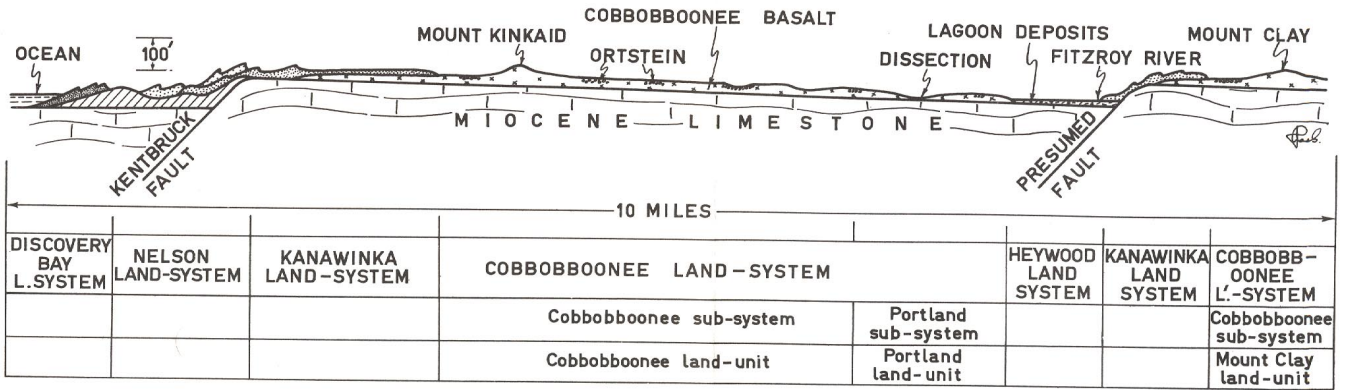 COBBOBBOONEE BASALT
MOUNT KINKAID
LAGOON DEPOSITS
MOUNT CLAY
OCEAN
100'
ORTSTEIN
DISSECTION
FITZROY RIVER
MIOCENE LIMESTONE
KENTBRUCK
FAULT
PRESUMED
FAULT
10 MILES
DISCOVERY
BAY
L.SYSTEM
NELSON
LAND-SYSTEM
KANAWINKA
LAND-SYSTEM
COBBOBBOONEE LAND-SYSTEM
HEYWOOD
LAND
SYSTEM
KANAWINKA
LAND
SYSTEM
COBBOBB-
OONEE
L'.-SYSTEM
Cobbobboonee sub-system
Portland
sub-system
Cobbobboonee
sub-system
Cobbobboonee land-unit
Portland
land-unit
Mount Clay
land-unit